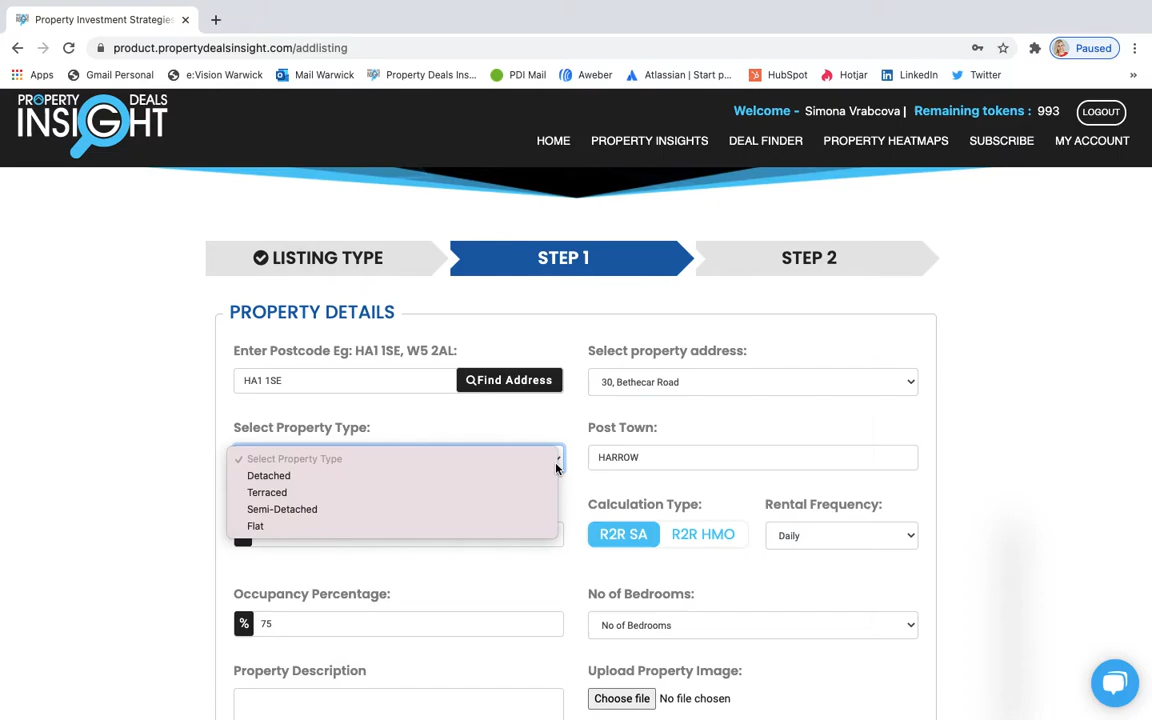 Property Investment Strategies
product.propertydealsinsight.com/addlisting
Paused
Apps
Gmail Personal
e:Vision Warwick
Mail Warwick
Property Deals Ins...
PDI Mail
Aweber
Atlassian | Start p...
HubSpot
Hotjar
LinkedIn
Twitter
»
PROPERTY DEALS
INSIGHT
Welcome - Simona Vrabcova | Remaining tokens : 993
LOGOUT
HOME
PROPERTY INSIGHTS
DEAL FINDER
PROPERTY HEATMAPS
SUBSCRIBE
MY ACCOUNT
LISTING TYPE
STEP 1
STEP 2
PROPERTY DETAILS
Enter Postcode Eg: HA1 1SE, W5 2AL:
HA1 1SE
Find Address
Select property address:
30, Bethecar Road
Select Property Type:
✓ Select Property Type
Detached
Terraced
Semi-Detached
Flat
Post Town:
HARROW
Calculation Type:
R2R SA
R2R HMO
Rental Frequency:
Daily
Occupancy Percentage:
% 75
No of Bedrooms:
No of Bedrooms
Property Description
Upload Property Image:
Choose file No file chosen